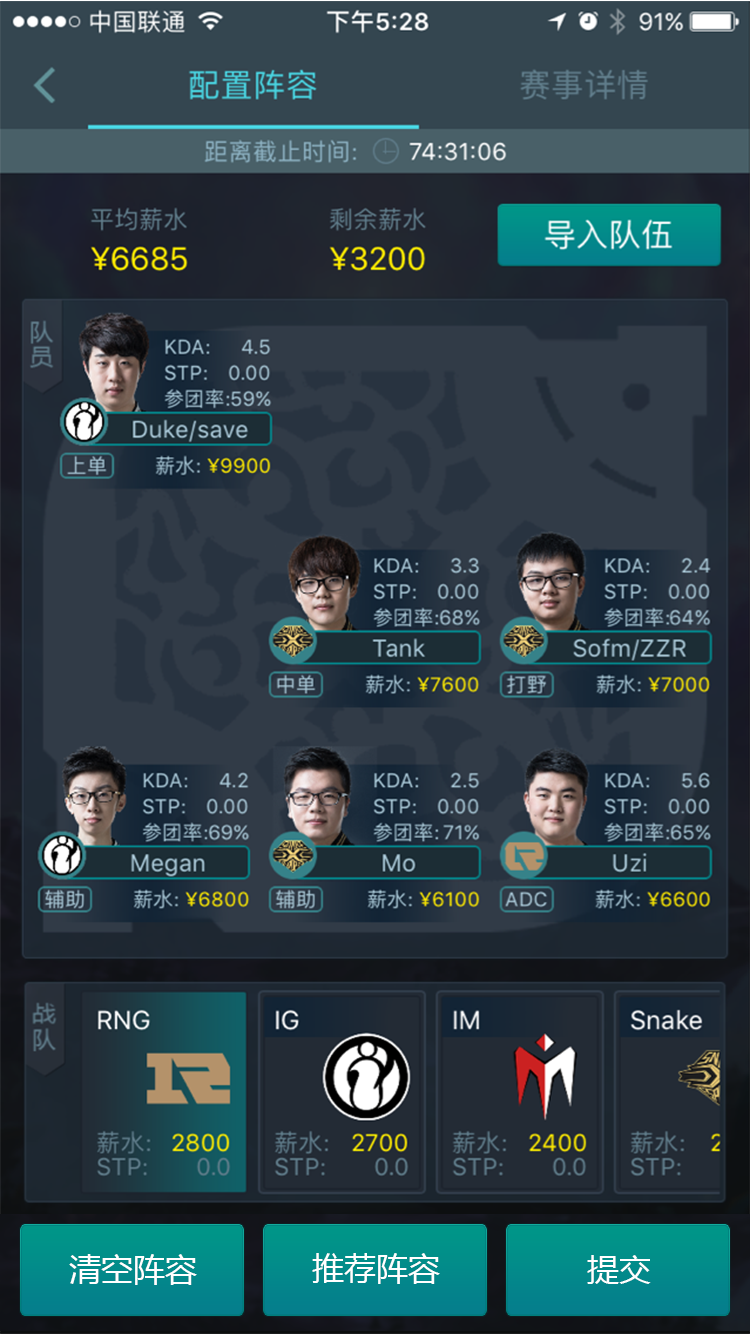 中国联通 下午5:28 91%
配置阵容 赛事详情
距离截止时间: 74:31:06
平均薪水 剩余薪水 导入队伍
¥6685 ¥3200
队员
KDA: 4.5
STP: 0.00
参团率:59%
Duke/save
上单 薪水: ¥9900
KDA: 3.3
STP: 0.00
参团率:68%
Tank
中单 薪水: ¥7600
KDA: 2.4
STP: 0.00
参团率:64%
Sofm/ZZR
打野 薪水: ¥7000
KDA: 4.2
STP: 0.00
参团率:69%
Megan
辅助 薪水: ¥6800
KDA: 2.5
STP: 0.00
参团率:71%
Mo
辅助 薪水: ¥6100
KDA: 5.6
STP: 0.00
参团率:65%
Uzi
ADC 薪水: ¥6600
战队
RNG
薪水: 2800
STP: 0.0
IG
薪水: 2700
STP: 0.0
IM
薪水: 2400
STP: 0.0
Snake
薪水: 2
STP:
清空阵容 推荐阵容 提交